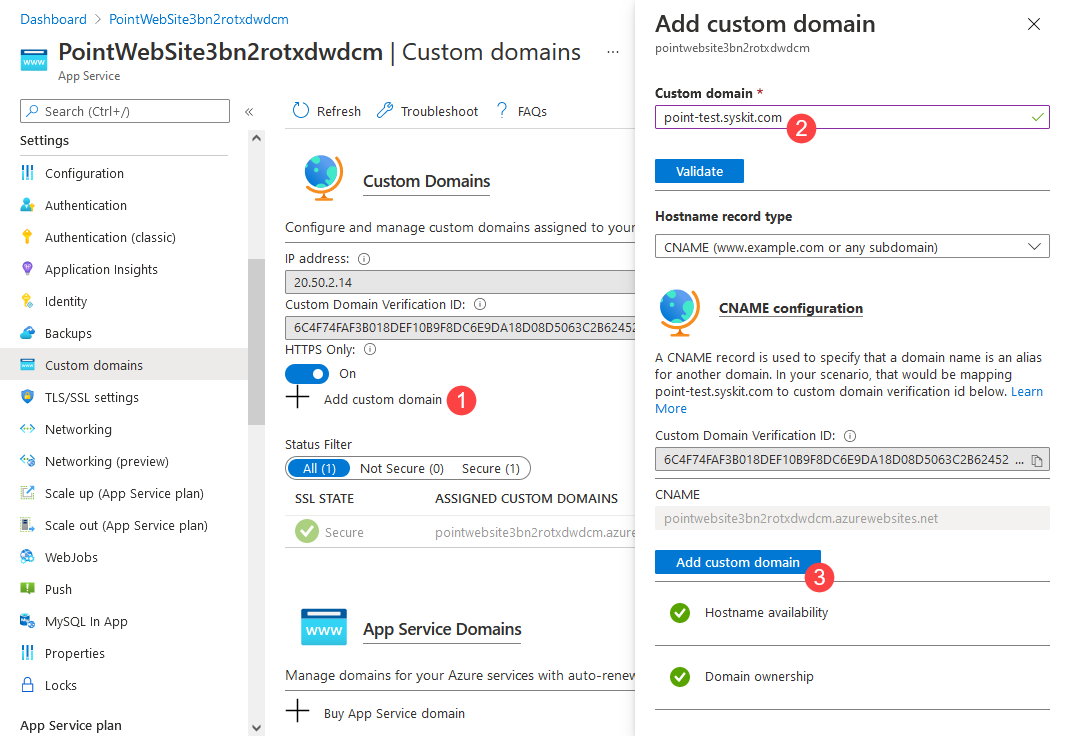 Dashboard > PointWebSite3bn2rotxdwdcm
PointWebSite3bn2rotxdwdcm | Custom domains ...
App Service
Search (Ctrl+/)
«
Settings
Configuration
Authentication
Authentication (classic)
Application Insights
Identity
Backups
Custom domains
TLS/SSL settings
Networking
Networking (preview)
Scale up (App Service plan)
Scale out (App Service plan)
WebJobs
Push
MySQL In App
Properties
Locks
App Service plan
Refresh
Troubleshoot
? FAQs
Custom Domains
Configure and manage custom domains assigned to your
IP address:
20.50.2.14
Custom Domain Verification ID:
6C4F74FAF3B018DEF10B9F8DC6E9DA18D08D5063C2B62452
HTTPS Only:
On
Add custom domain
1
Status Filter
All (1) Not Secure (0) Secure (1)
SSL STATE ASSIGNED CUSTOM DOMAINS
Secure pointwebsite3bn2rotxdwdcm.azure
www
App Service Domains
Manage domains for your Azure services with auto-renew
Buy App Service domain
Add custom domain
pointwebsite3bn2rotxdwdcm
Custom domain *
point-test.syskit.com
2
Validate
Hostname record type
CNAME (www.example.com or any subdomain)
CNAME configuration
A CNAME record is used to specify that a domain name is an alias
for another domain. In your scenario, that would be mapping
point-test.syskit.com to custom domain verification id below. Learn
More
Custom Domain Verification ID:
6C4F74FAF3B018DEF10B9F8DC6E9DA18D08D5063C2B62452 ...
CNAME
pointwebsite3bn2rotxdwdcm.azurewebsites.net
Add custom domain
3
Hostname availability
Domain ownership